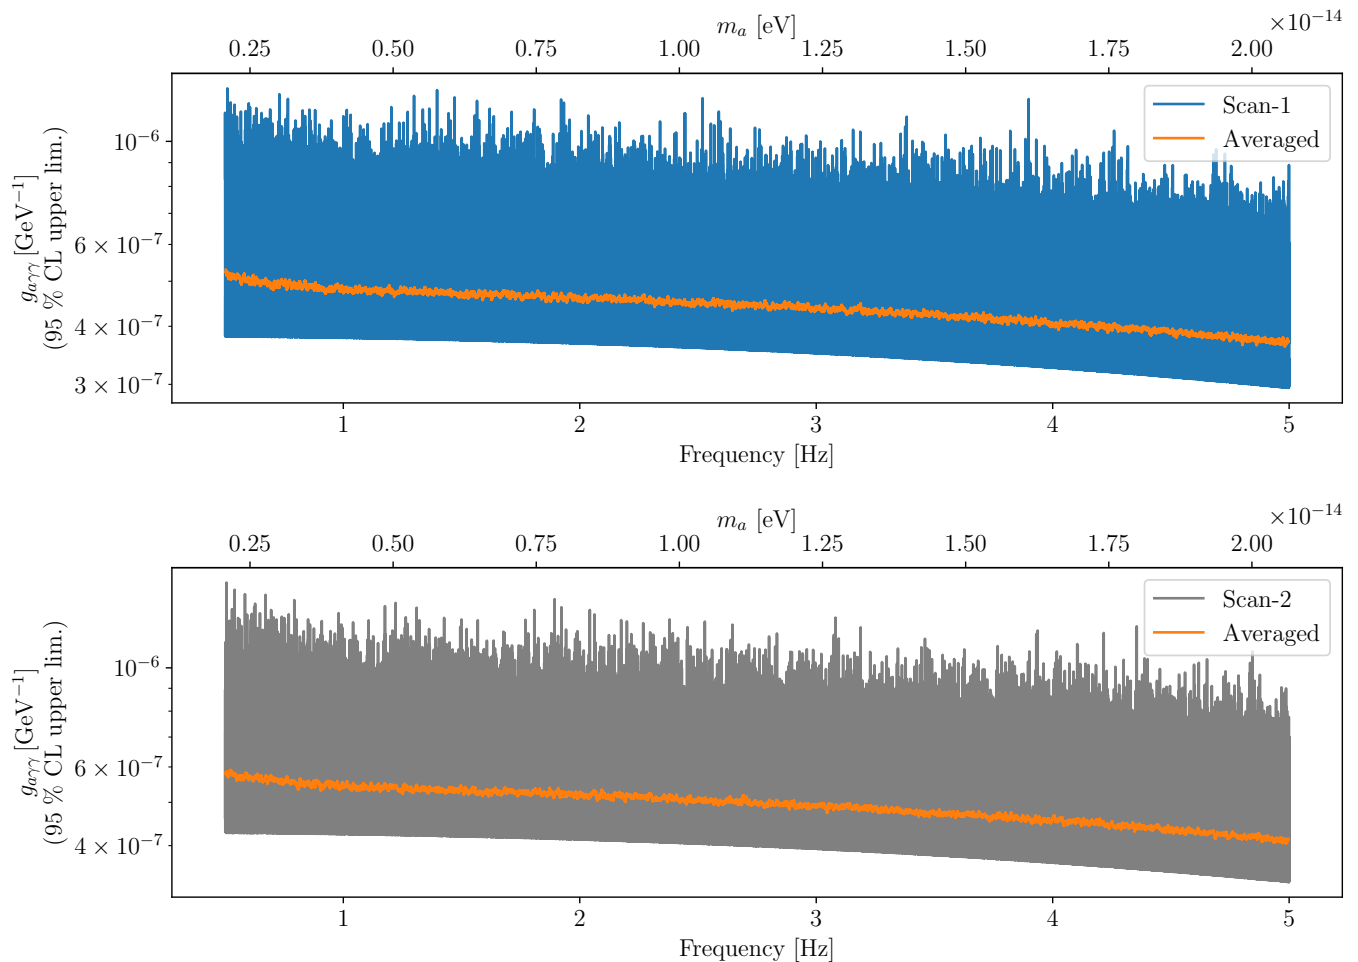 m_a [eV]
×10⁻¹⁴
0.25 0.50 0.75 1.00 1.25 1.50 1.75 2.00
g_{aγγ} [GeV⁻¹]
(95 % CL upper lim.)
10⁻⁶
6 × 10⁻⁷
4 × 10⁻⁷
3 × 10⁻⁷
Scan-1
Averaged
1 2 3 4 5
Frequency [Hz]
m_a [eV]
×10⁻¹⁴
0.25 0.50 0.75 1.00 1.25 1.50 1.75 2.00
g_{aγγ} [GeV⁻¹]
(95 % CL upper lim.)
10⁻⁶
6 × 10⁻⁷
4 × 10⁻⁷
Scan-2
Averaged
1 2 3 4 5
Frequency [Hz]